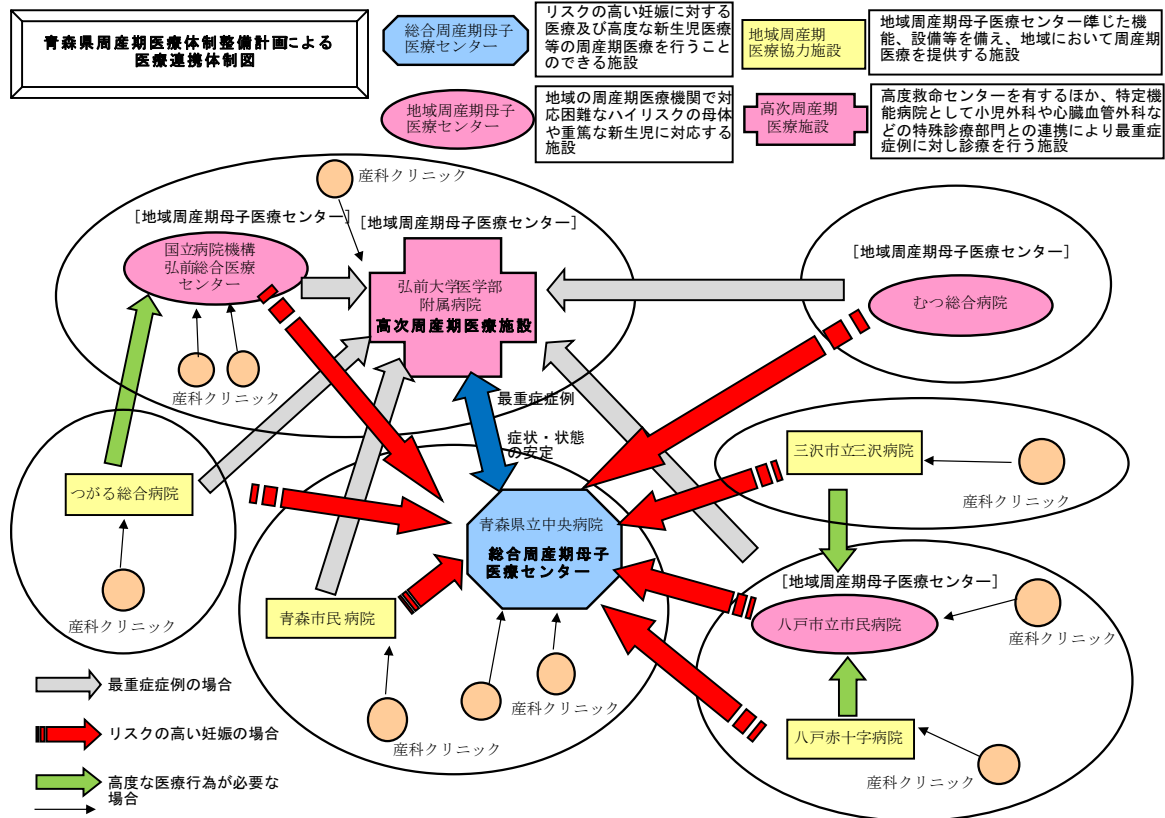 青森県周産期医療体制整備計画による
医療連携体制図
総合周産期母子
医療センター
リスクの高い妊娠に対する
医療及び高度な新生児医療
等の周産期医療を行うこと
のできる施設
地域周産期
医療協力施設
地域周産期母子医療センターに準じた機
能、設備等を備え、地域において周産期
医療を提供する施設
地域周産期母子
医療センター
地域の周産期医療機関で対
応困難なハイリスクの母体
や重篤な新生児に対応する
施設
高次周産期
医療施設
高度救命センターを有するほか、特定機
能病院として小児外科や心臓血管外科な
どの特殊診療部門との連携により最重症
症例に対し診療を行う施設
産科クリニック
[地域周産期母子医療センター]
[地域周産期母子医療センター]
国立病院機構
弘前総合医療
センター
弘前大学医学部
附属病院
高次周産期医療施設
産科クリニック
[地域周産期母子医療センター]
むつ総合病院
最重症症例
症状・状態
の安定
つがる総合病院
産科クリニック
三沢市立三沢病院
産科クリニック
青森県立中央病院
総合周産期母子
医療センター
青森市民病院
産科クリニック
産科クリニック
[地域周産期母子医療センター]
八戸市立市民病院
産科クリニック
八戸赤十字病院
産科クリニック
最重症症例の場合
リスクの高い妊娠の場合
高度な医療行為が必要な
場合